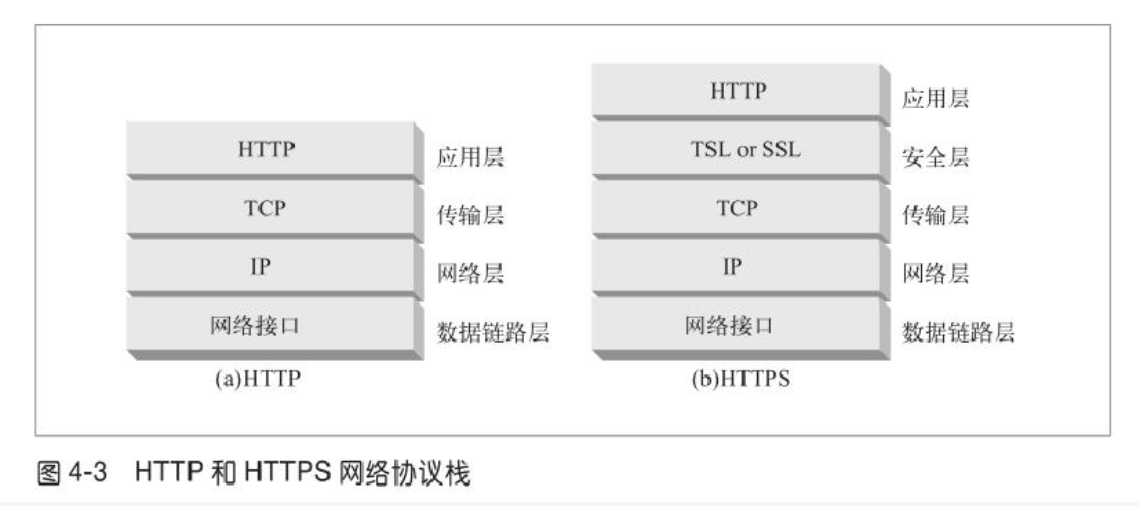 HTTP 应用层
HTTP 应用层
TSL or SSL 安全层
TCP 传输层
TCP 传输层
IP 网络层
IP 网络层
网络接口 数据链路层
网络接口 数据链路层
(a)HTTP
(b)HTTPS
图 4-3 HTTP 和 HTTPS 网络协议栈